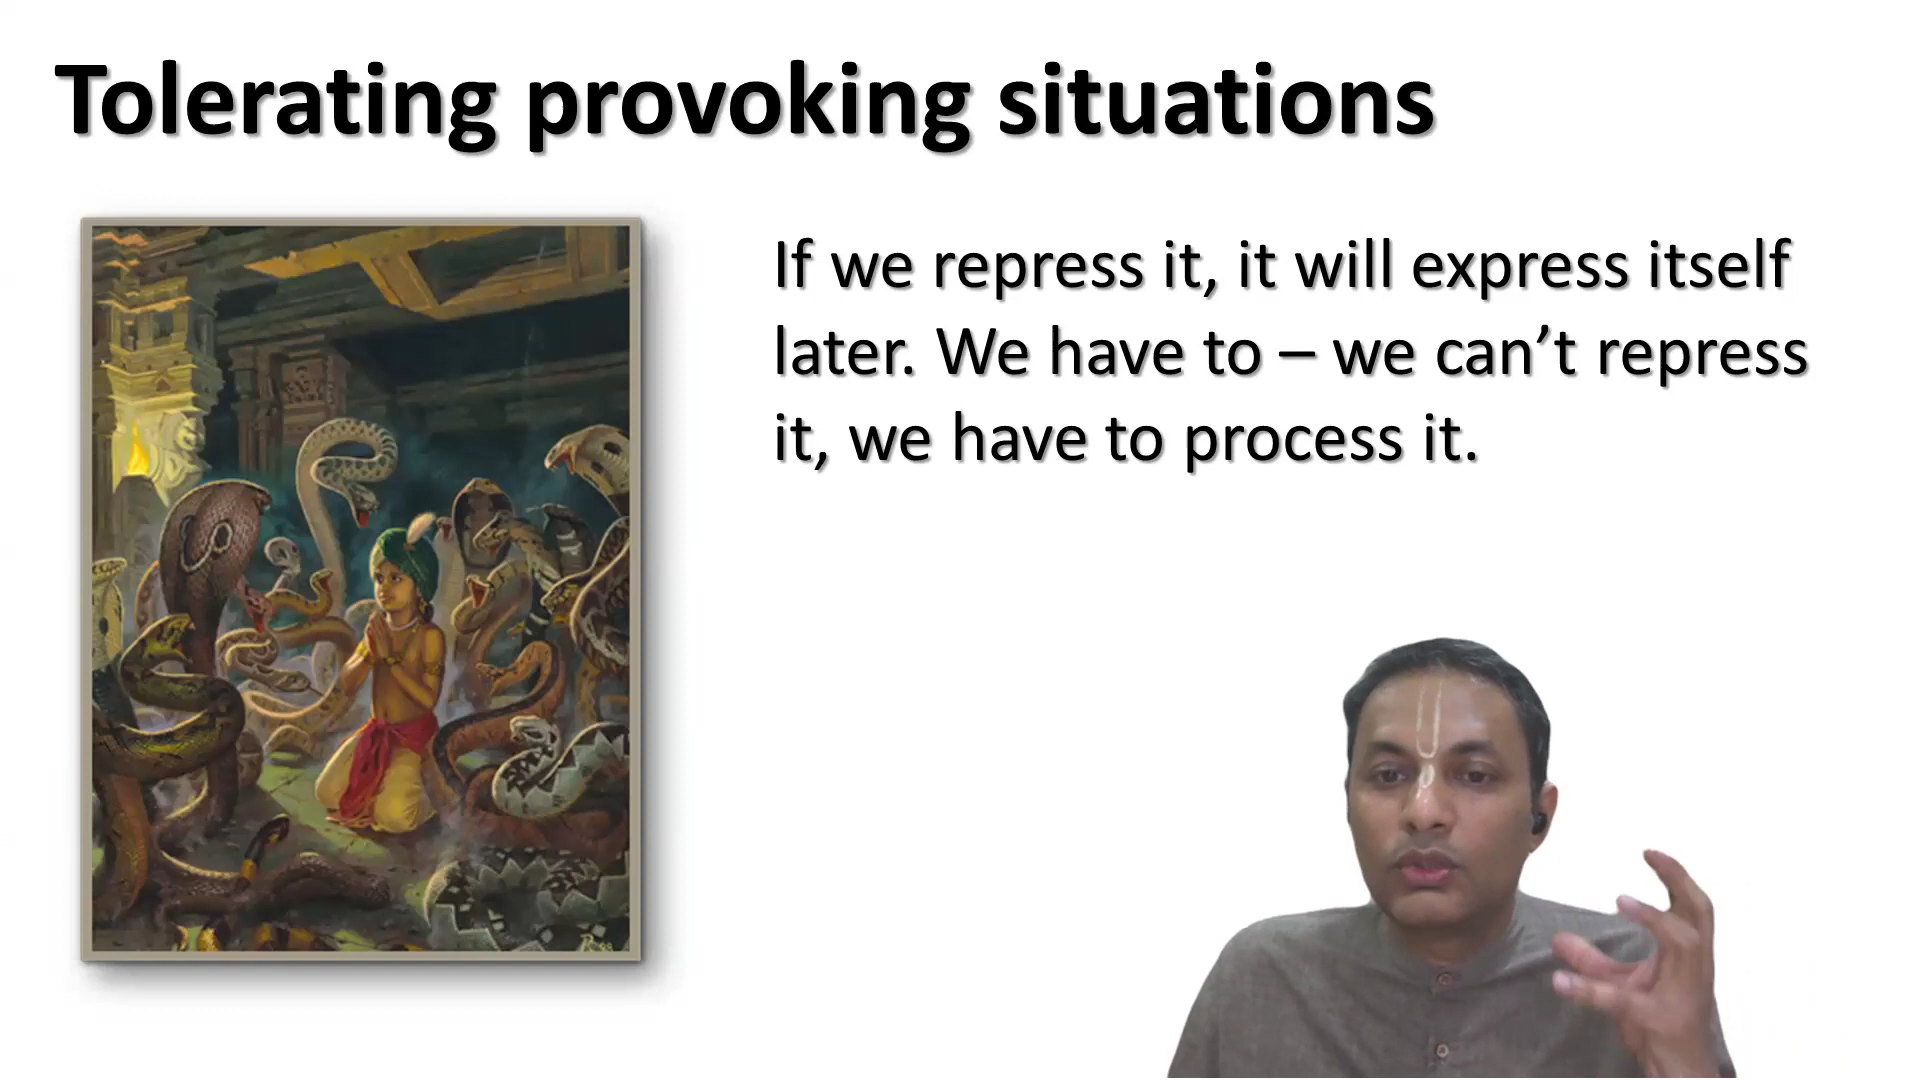 Tolerating provoking situations
If we repress it, it will express itself
later. We have to – we can’t repress
it, we have to process it.